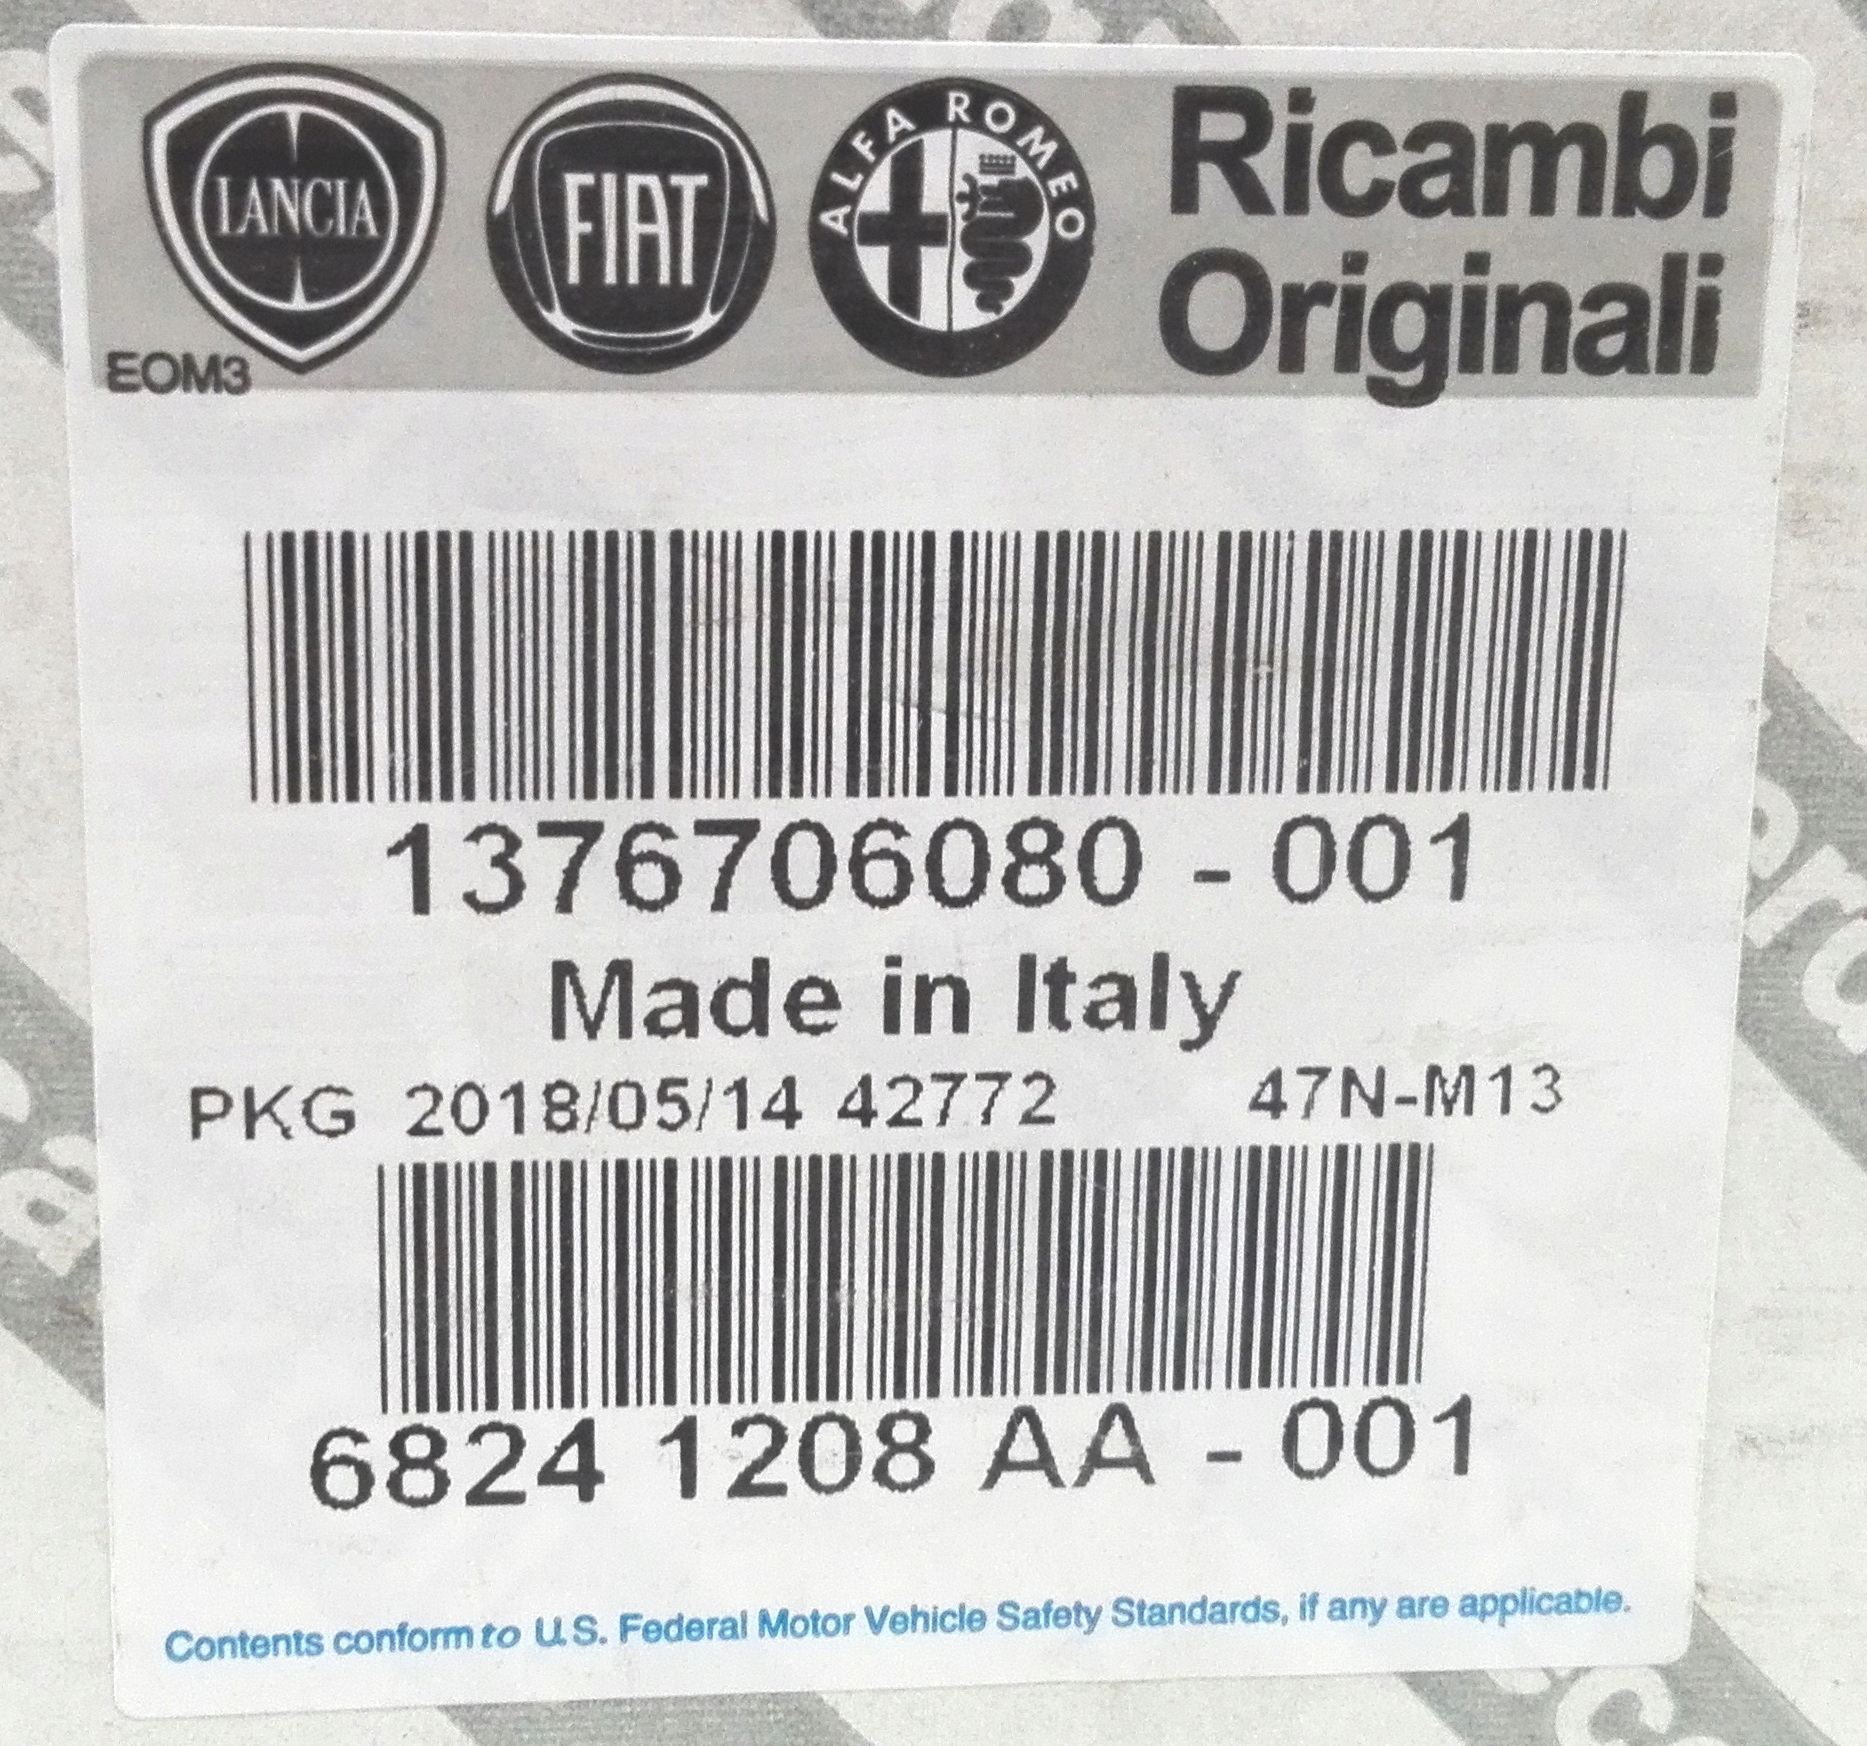 LANCIA
FIAT
ALFA ROMEO
Ricambi
Originali
EOM3
1376706080 - 001
Made in Italy
PKG 2018/05/14 42772 47N-M13
6824 1208 AA - 001
Contents conform to U.S. Federal Motor Vehicle Safety Standards, if any are applicable.